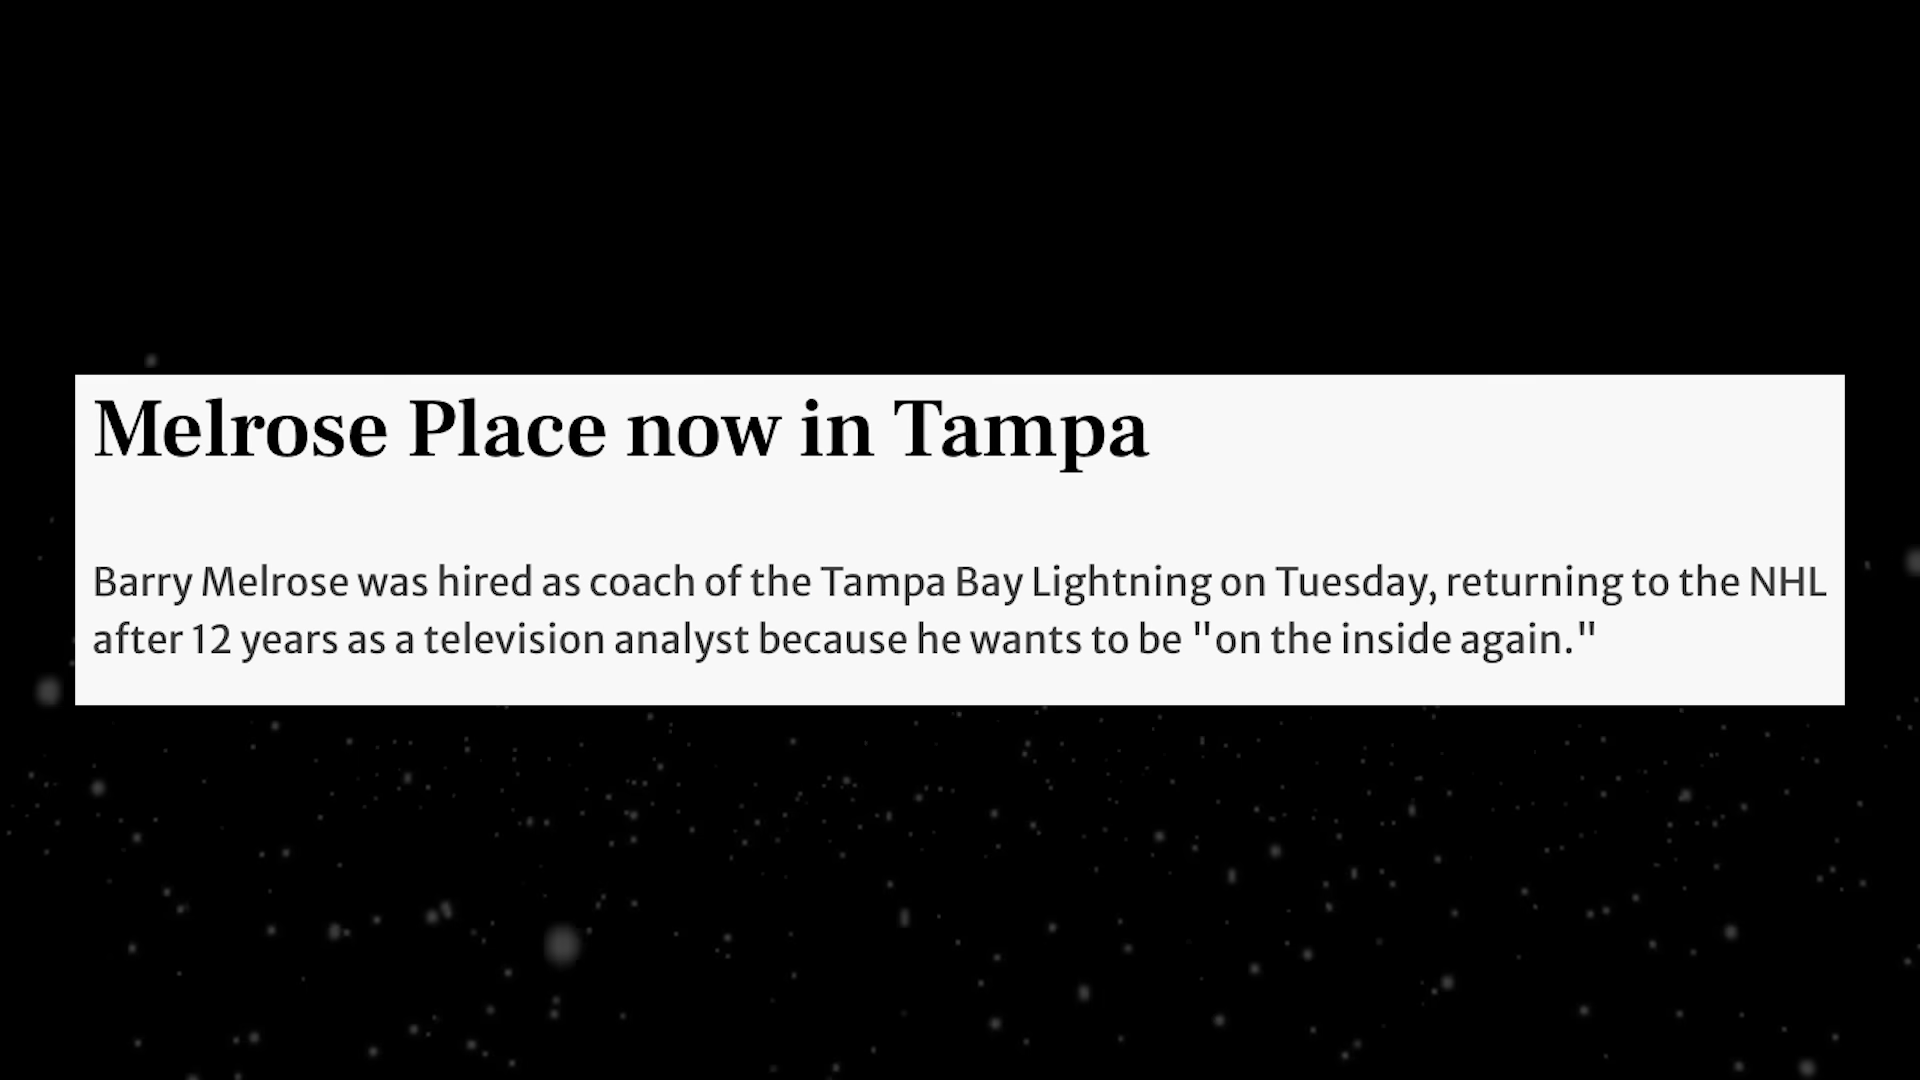 Melrose Place now in Tampa
Barry Melrose was hired as coach of the Tampa Bay Lightning on Tuesday, returning to the NHL
after 12 years as a television analyst because he wants to be "on the inside again."